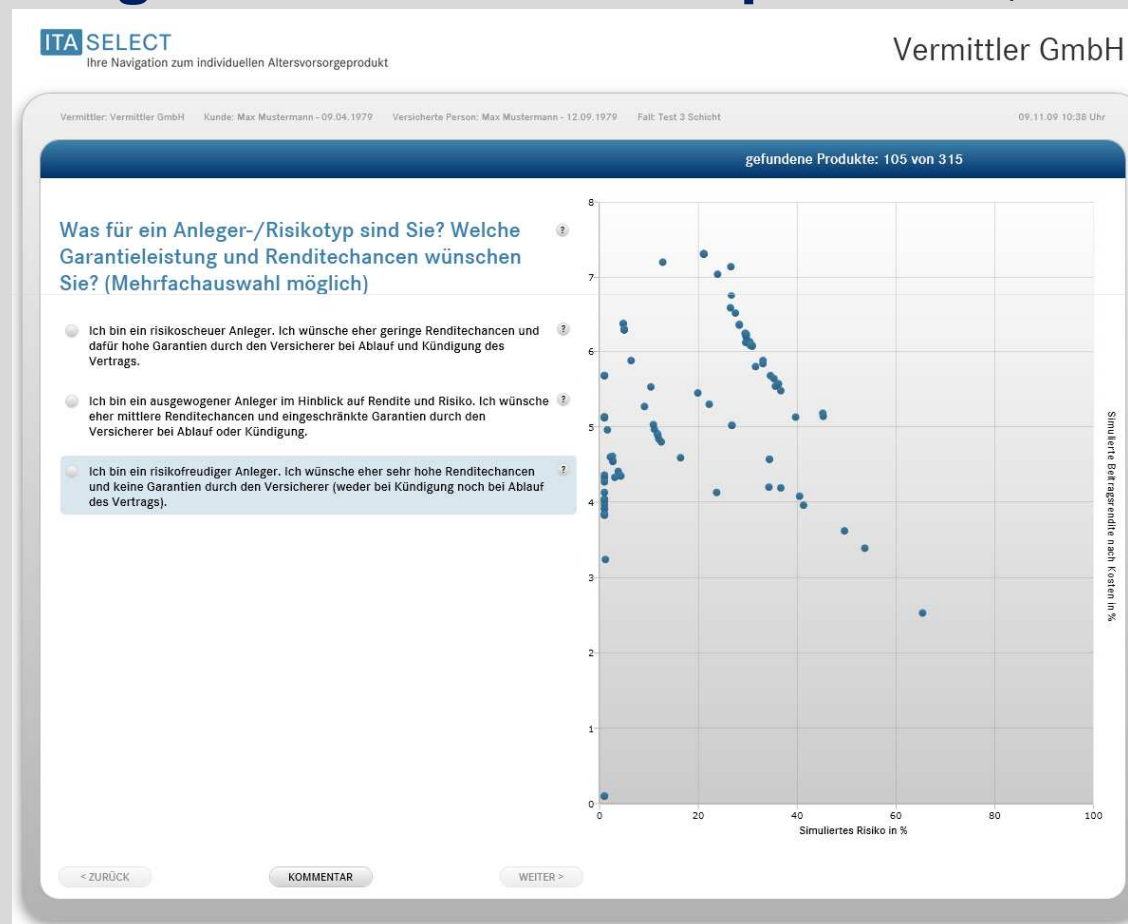 ITA SELECT
Ihre Navigation zum individuellen Altersvorsorgeprodukt
Vermittler GmbH
Vermittler: Vermittler GmbH Kunde: Max Mustermann - 09.04.1979 Versicherte Person: Max Mustermann - 12.09.1979 Fall: Test 3 Schicht 09.11.09 10:38 Uhr
gefundene Produkte: 105 von 315
Was für ein Anleger-/Risikotyp sind Sie? Welche ?
Garantieleistung und Renditechancen wünschen
Sie? (Mehrfachauswahl möglich)
Ich bin ein risikoscheuer Anleger. Ich wünsche eher geringe Renditechancen und ?
dafür hohe Garantien durch den Versicherer bei Ablauf und Kündigung des
Vertrags.
Ich bin ein ausgewogener Anleger im Hinblick auf Rendite und Risiko. Ich wünsche ?
eher mittlere Renditechancen und eingeschränkte Garantien durch den
Versicherer bei Ablauf oder Kündigung.
Ich bin ein risikofreudiger Anleger. Ich wünsche eher sehr hohe Renditechancen ?
und keine Garantien durch den Versicherer (weder bei Kündigung noch bei Ablauf
des Vertrags).
8
7
6
5
4
3
2
1
0
0 20 40 60 80 100
Simuliertes Risiko in %
Simulierte Beitragsrendite nach Kosten in %
< ZURÜCK KOMMENTAR WEITER >